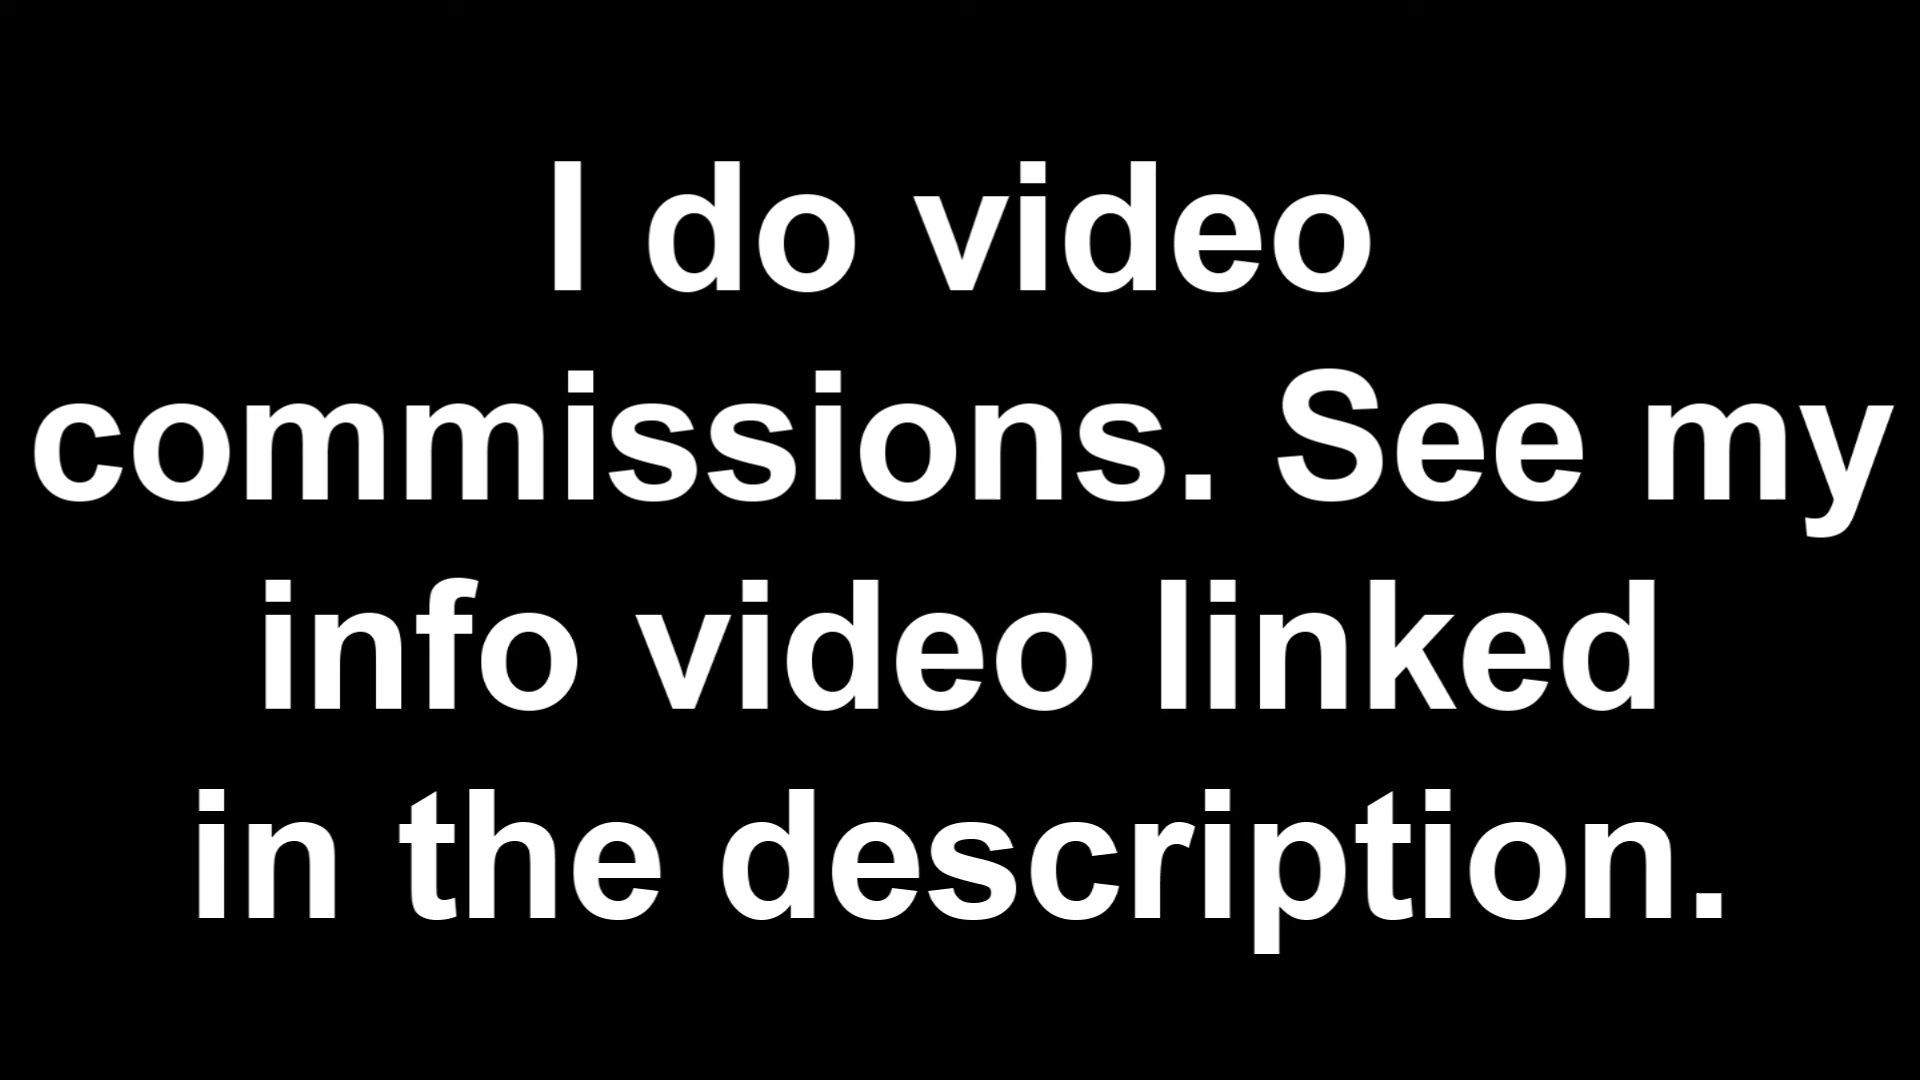 I do video
commissions. See my
info video linked
in the description.